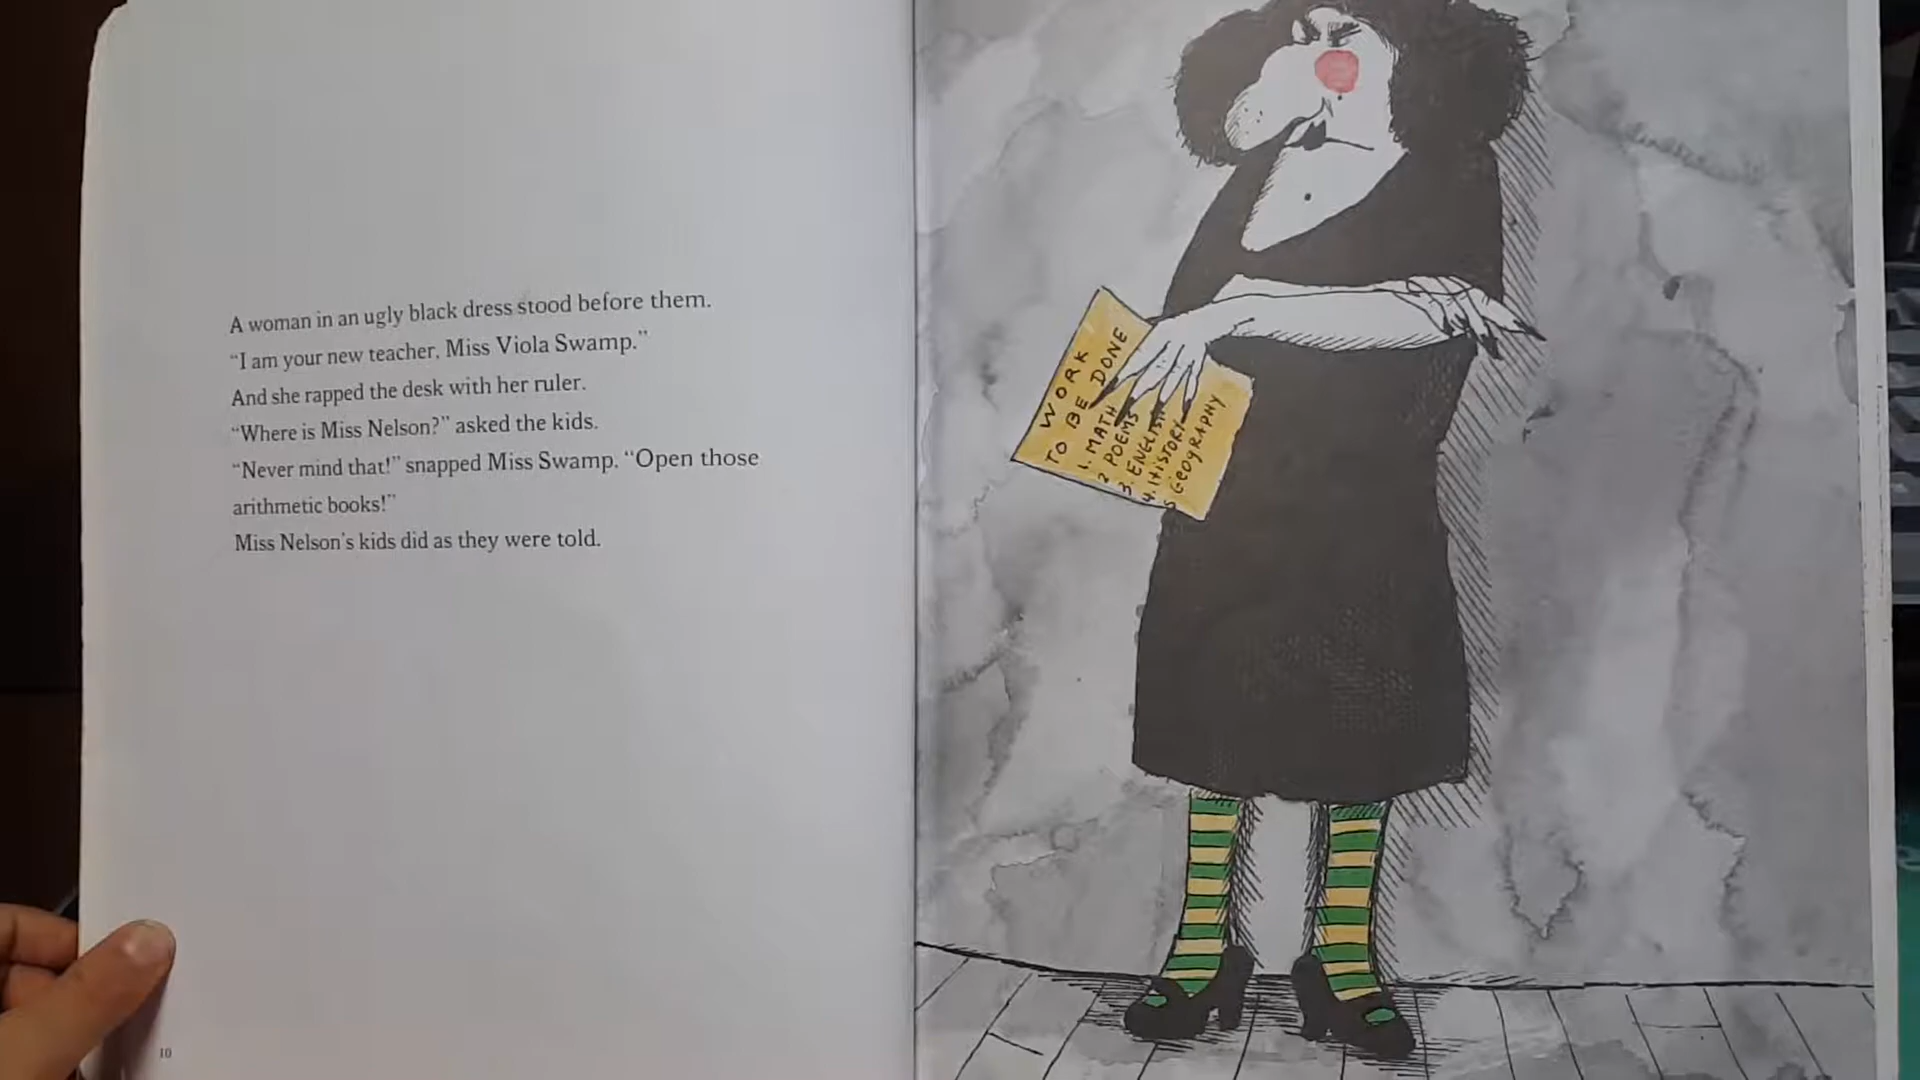 A woman in an ugly black dress stood before them.
“I am your new teacher, Miss Viola Swamp.”
And she rapped the desk with her ruler.
“Where is Miss Nelson?” asked the kids.
“Never mind that!” snapped Miss Swamp. “Open those
arithmetic books!”
Miss Nelson's kids did as they were told.
10
WORK
TO BE DONE
1. MATH
2 POEMS
3. ENGLISH
4. HISTORY
5 GEOGRAPHY